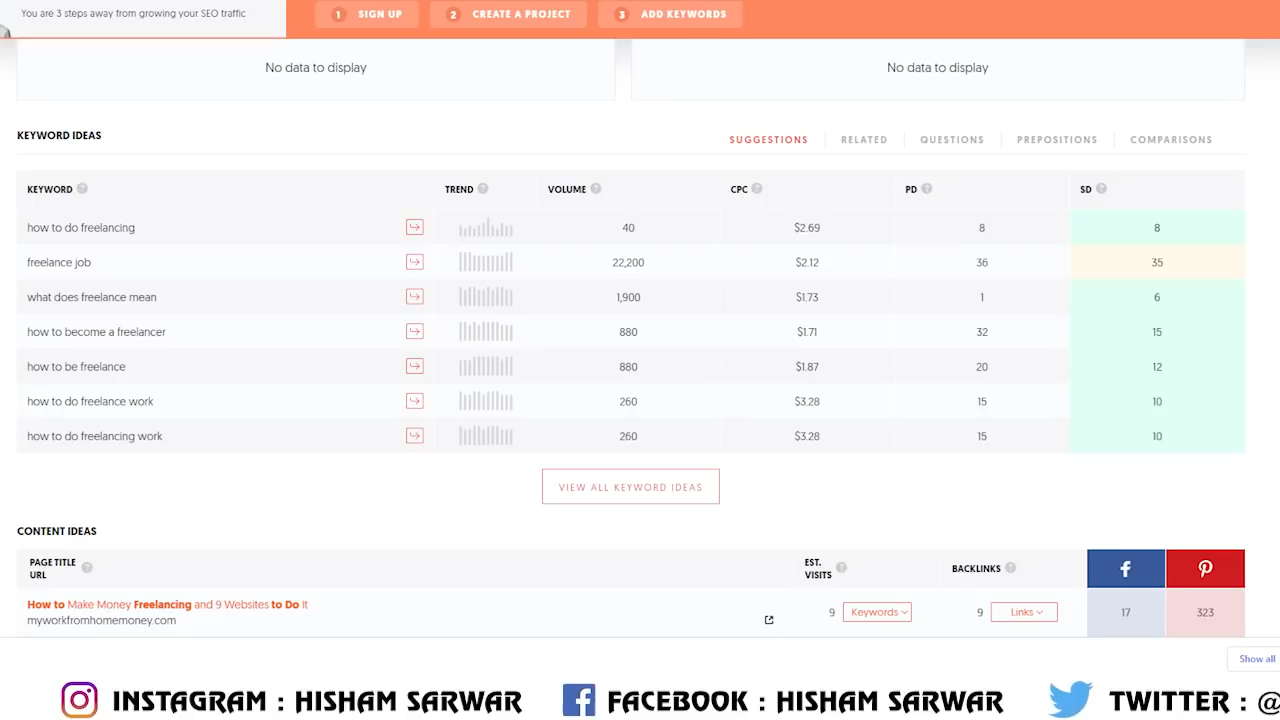 You are 3 steps away from growing your SEO traffic
1 SIGN UP
2 CREATE A PROJECT
3 ADD KEYWORDS
No data to display
No data to display
KEYWORD IDEAS
SUGGESTIONS RELATED QUESTIONS PREPOSITIONS COMPARISONS
KEYWORD ? TREND ? VOLUME ? CPC ? PD ? SD ?
how to do freelancing 40 $2.69 8 8
freelance job 22,200 $2.12 36 35
what does freelance mean 1,900 $1.73 1 6
how to become a freelancer 880 $1.71 32 15
how to be freelance 880 $1.87 20 12
how to do freelance work 260 $3.28 15 10
how to do freelancing work 260 $3.28 15 10
VIEW ALL KEYWORD IDEAS
CONTENT IDEAS
PAGE TITLE
URL ?
EST.
VISITS ?
BACKLINKS ?
How to Make Money Freelancing and 9 Websites to Do It
myworkfromhomemoney.com
9 Keywords 9 Links 17 323
Show all
INSTAGRAM : HISHAM SARWAR FACEBOOK : HISHAM SARWAR TWITTER : @